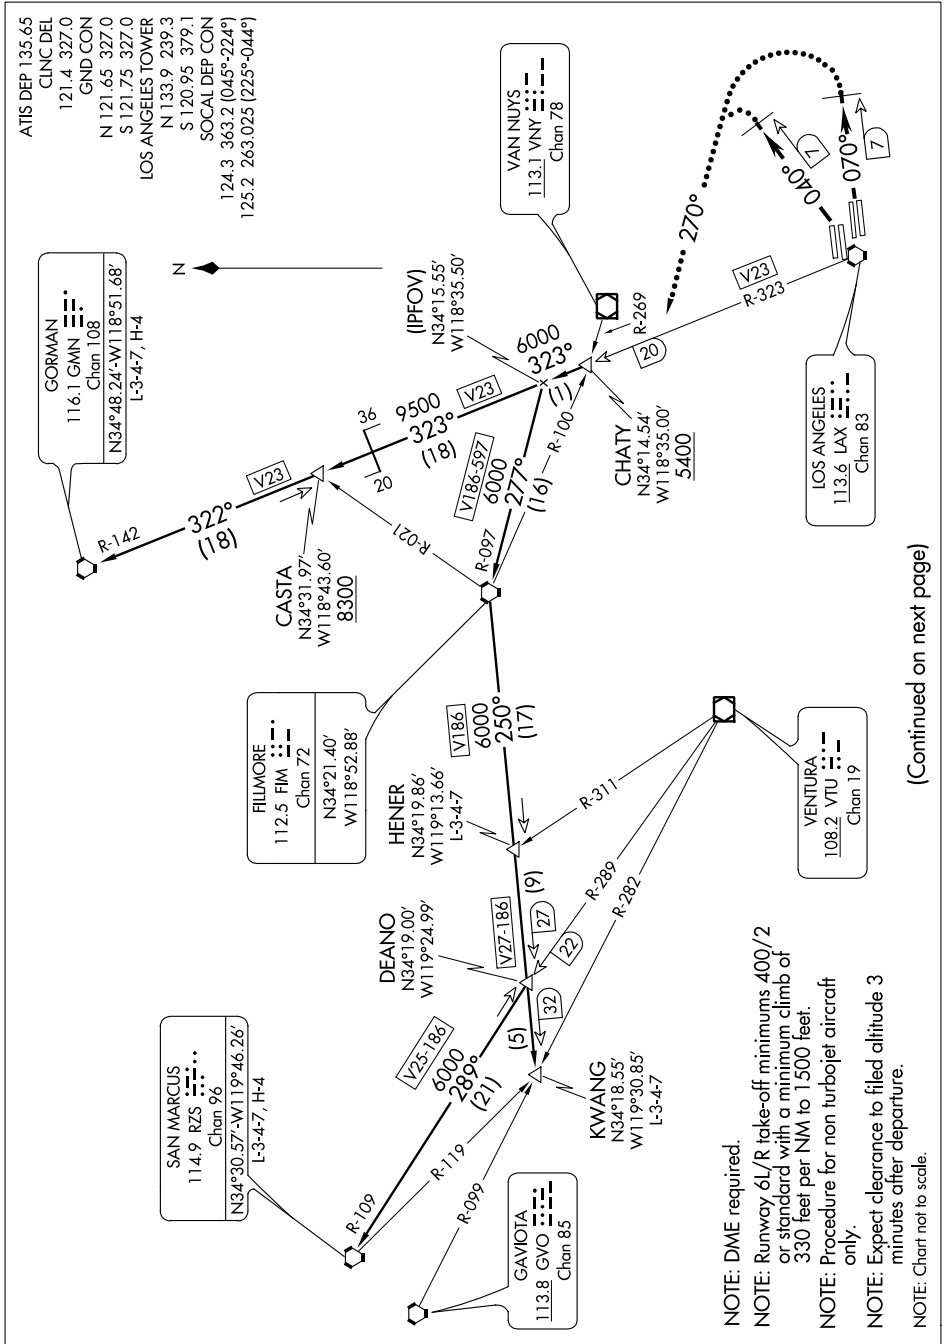 ATIS DEP 135.65
CLNC DEL
121.4 327.0
GND CON
N 121.65 327.0
S 121.75 327.0
LOS ANGELES TOWER
N 133.9 239.3
S 120.95 379.1
SOCAL DEP CON
124.3 363.2 (045°-224°)
125.2 263.025 (225°-044°)
GORMAN
116.1 GMN
Chan 108
N34°48.24'-W118°51.68'
L-3-4-7, H-4
N
VAN NUYS
113.1 VNY
Chan 78
(IPFOV)
N34°15.55'
W118°35.50'
R-142
322°
(18)
V23
CASTA
N34°31.97'
W118°43.60'
8300
36
20
9500
323°
(18)
V23
6000
323°
(1)
R-269
20
V23
R-323
CHATY
N34°14.54'
W118°35.00'
5400
270°
040°
7
070°
7
LOS ANGELES
113.6 LAX
Chan 83
R-021
R-097
V186-597
6000
277°
(16)
R-100
FILLMORE
112.5 FIM
Chan 72
N34°21.40'
W118°52.88'
V186
6000
250°
(17)
HENER
N34°19.86'
W119°13.66'
L-3-4-7
R-311
VENTURA
108.2 VTU
Chan 19
R-289
R-282
(9)
V27-186
27
22
DEANO
N34°19.00'
W119°24.99'
32
(5)
KWANG
N34°18.55'
W119°30.85'
L-3-4-7
V25-186
6000
289°
(21)
R-109
R-119
R-099
SAN MARCUS
114.9 RZS
Chan 96
N34°30.57'-W119°46.26'
L-3-4-7, H-4
GAVIOTA
113.8 GVO
Chan 85
NOTE: DME required.
NOTE: Runway 6L/R take-off minimums 400/2
or standard with a minimum climb of
330 feet per NM to 1500 feet.
NOTE: Procedure for non turbojet aircraft
only.
NOTE: Expect clearance to filed altitude 3
minutes after departure.
NOTE: Chart not to scale.
(Continued on next page)